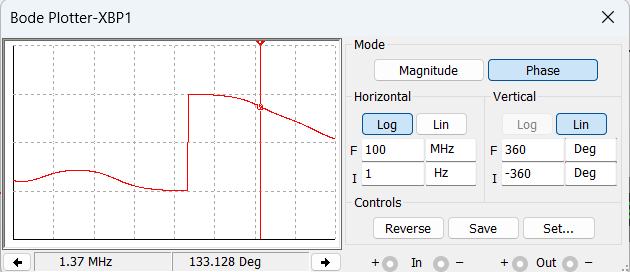 Bode Plotter-XBP1
Mode
Magnitude Phase
Horizontal Vertical
Log Lin Log Lin
F 100 MHz F 360 Deg
I 1 Hz I -360 Deg
Controls
Reverse Save Set...
1.37 MHz 133.128 Deg + In − + Out −